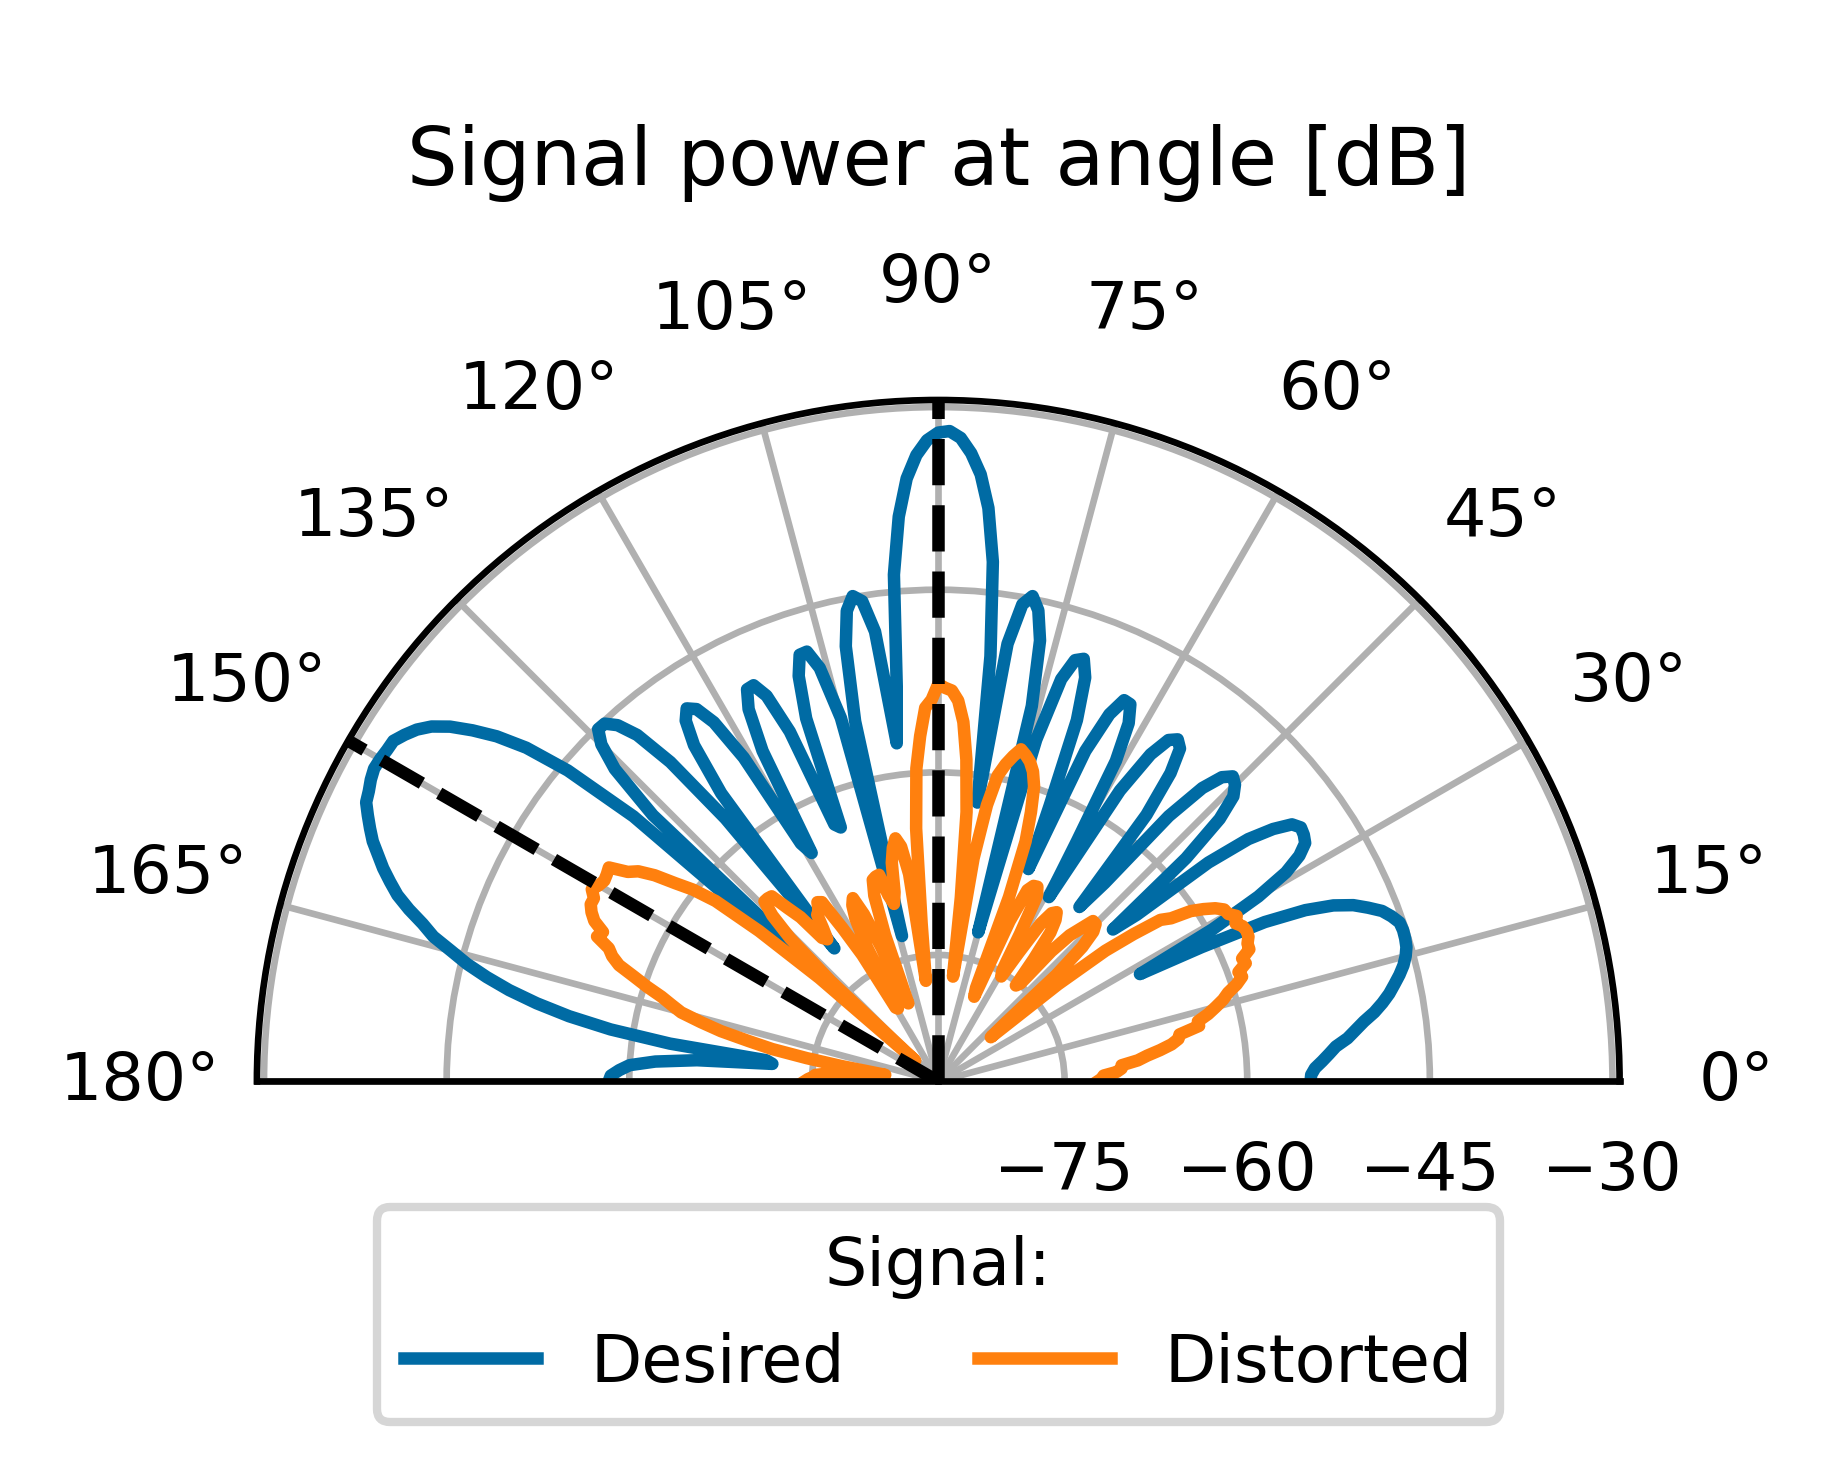 Signal power at angle [dB]
90°
105° 75°
120° 60°
135° 45°
150° 30°
165° 15°
180° 0°
−75 −60 −45 −30
Signal:
Desired Distorted